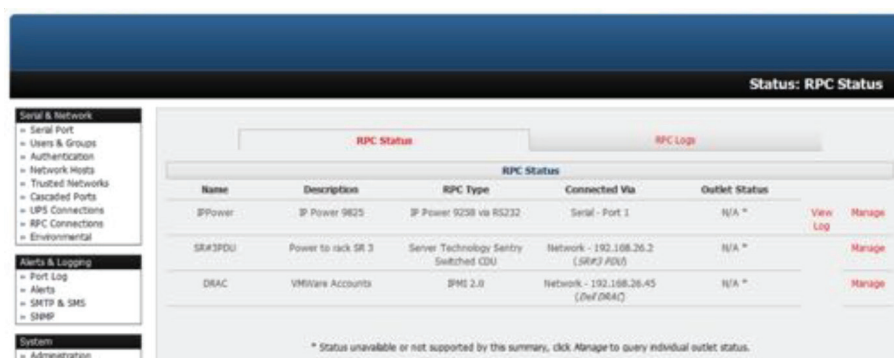 Status: RPC Status
Serial & Network
» Serial Port
» Users & Groups
» Authentication
» Network Hosts
» Trusted Networks
» Cascaded Ports
» UPS Connections
» RPC Connections
» Environmental
Alerts & Logging
» Port Log
» Alerts
» SMTP & SMS
» SNMP
System
» Administration
RPC Status RPC Logs
RPC Status
Name Description RPC Type Connected Via Outlet Status
IPPower IP Power 9825 IP Power 9258 via RS232 Serial - Port 1 N/A * View Log Manage
SR#3PDU Power to rack SR 3 Server Technology Sentry Switched CDU Network - 192.168.26.2 (SR#3 PDU) N/A * Manage
DRAC VMWare Accounts IPMI 2.0 Network - 192.168.26.45 (Dell DRAC) N/A * Manage
* Status unavailable or not supported by this summary, click Manage to query individual outlet status.